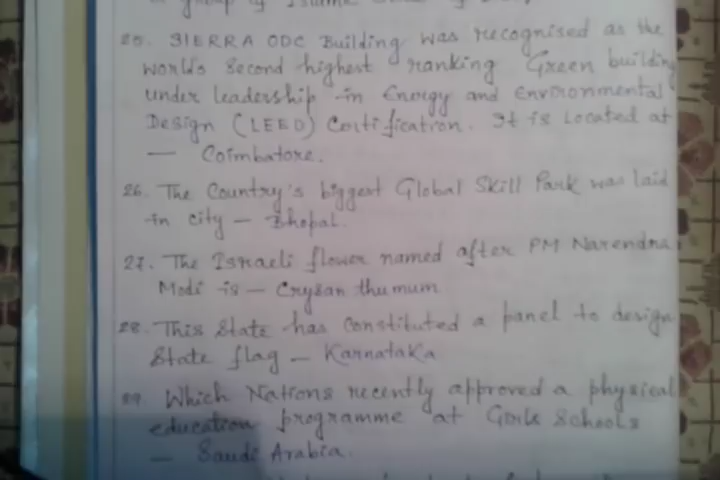 25. SIERRA ODC Building was recognised as the
world's second highest ranking Green building
under leadership in Energy and Environmental
Design (LEED) Certification. It is Located at
— Coimbatore.
26. The Country's biggest Global Skill Park was laid
in city — Bhopal.
27. The Israeli flower named after PM Narendra
Modi is — Crysan thumum
28. This State has constituted a panel to design
State flag — Karnataka
29. Which Nations recently approved a physical
education programme at Girls Schools
— Saudi Arabia.